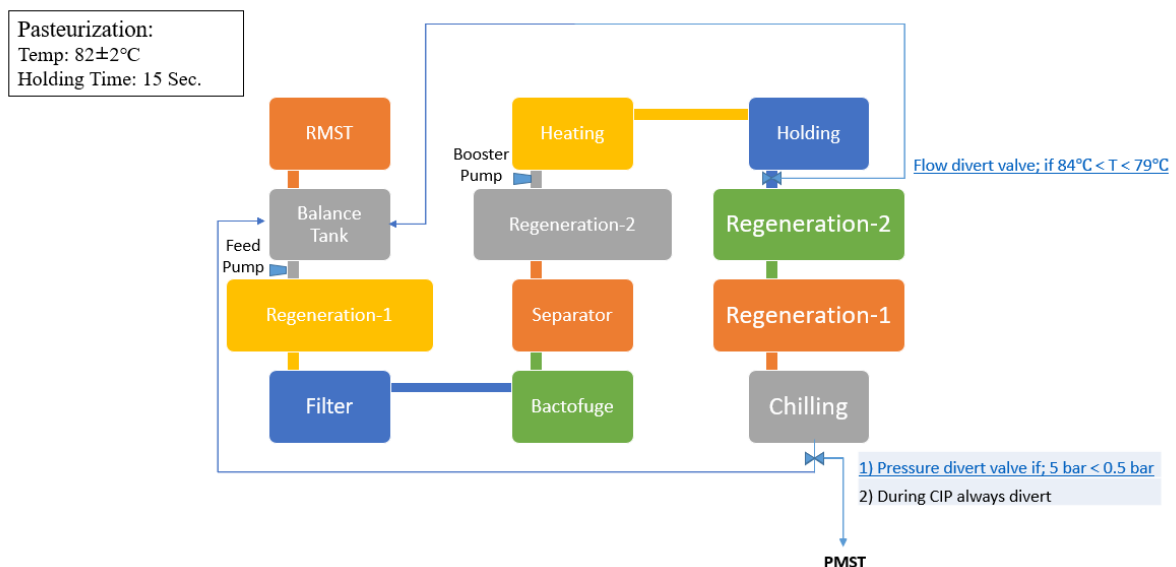 Pasteurization:
Temp: 82±2℃
Holding Time: 15 Sec.
RMST
Balance
Tank
Feed
Pump
Regeneration-1
Filter
Booster
Pump
Heating
Regeneration-2
Separator
Bactofuge
Holding
Flow divert valve; if 84℃ < T < 79℃
Regeneration-2
Regeneration-1
Chilling
1) Pressure divert valve if; 5 bar < 0.5 bar
2) During CIP always divert
PMST